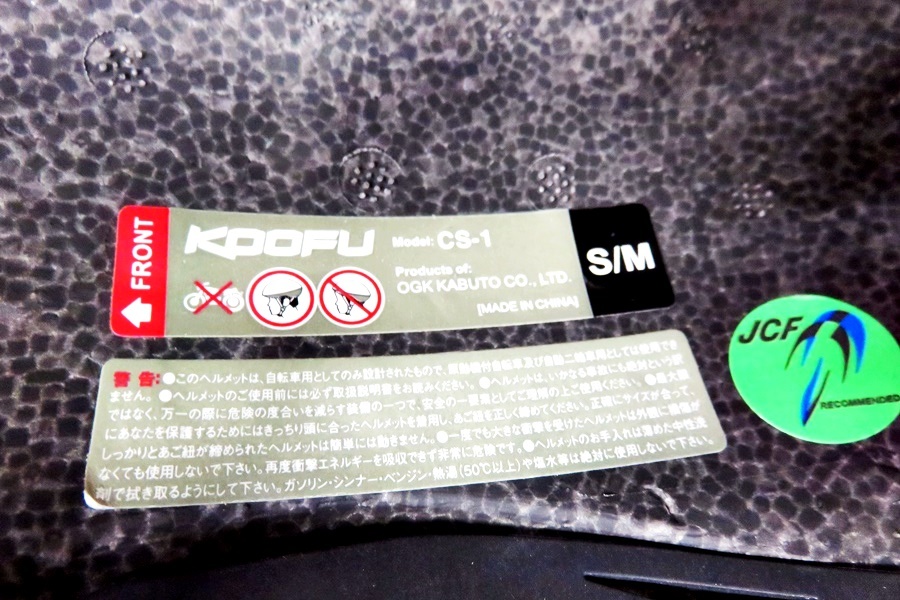 FRONT
KOOFU
Model: CS-1
Products of:
OGK KABUTO CO., LTD.
[MADE IN CHINA]
S/M
JCF
RECOMMENDED
警告:●このヘルメットは、自転車用としてのみ設計されたもので、原動機付自転車及び自動二輪車用としては使用でき
ません。●ヘルメットのご使用前には必ず取扱説明書をお読みください。●ヘルメットは、いかなる事故にも絶対という訳
ではなく、万一の際に危険の度合いを減らす装備の一つで、安全の一要素としてご理解の上ご使用ください。●最大限
にあなたを保護するためにはきっちり頭に合ったヘルメットを着用し、あご紐を正しく締めてください。正確にサイズが合って、
しっかりとあご紐が締められたヘルメットは簡単には動きません。●一度でも大きな衝撃を受けたヘルメットは外観に損傷が
なくても使用しないで下さい。再度衝撃エネルギーを吸収できず非常に危険です。●ヘルメットのお手入れは薄めた中性洗
剤で拭き取るようにして下さい。ガソリン・シンナー・ベンジン・熱湯(50℃以上)や塩水等は絶対に使用しないで下さい。